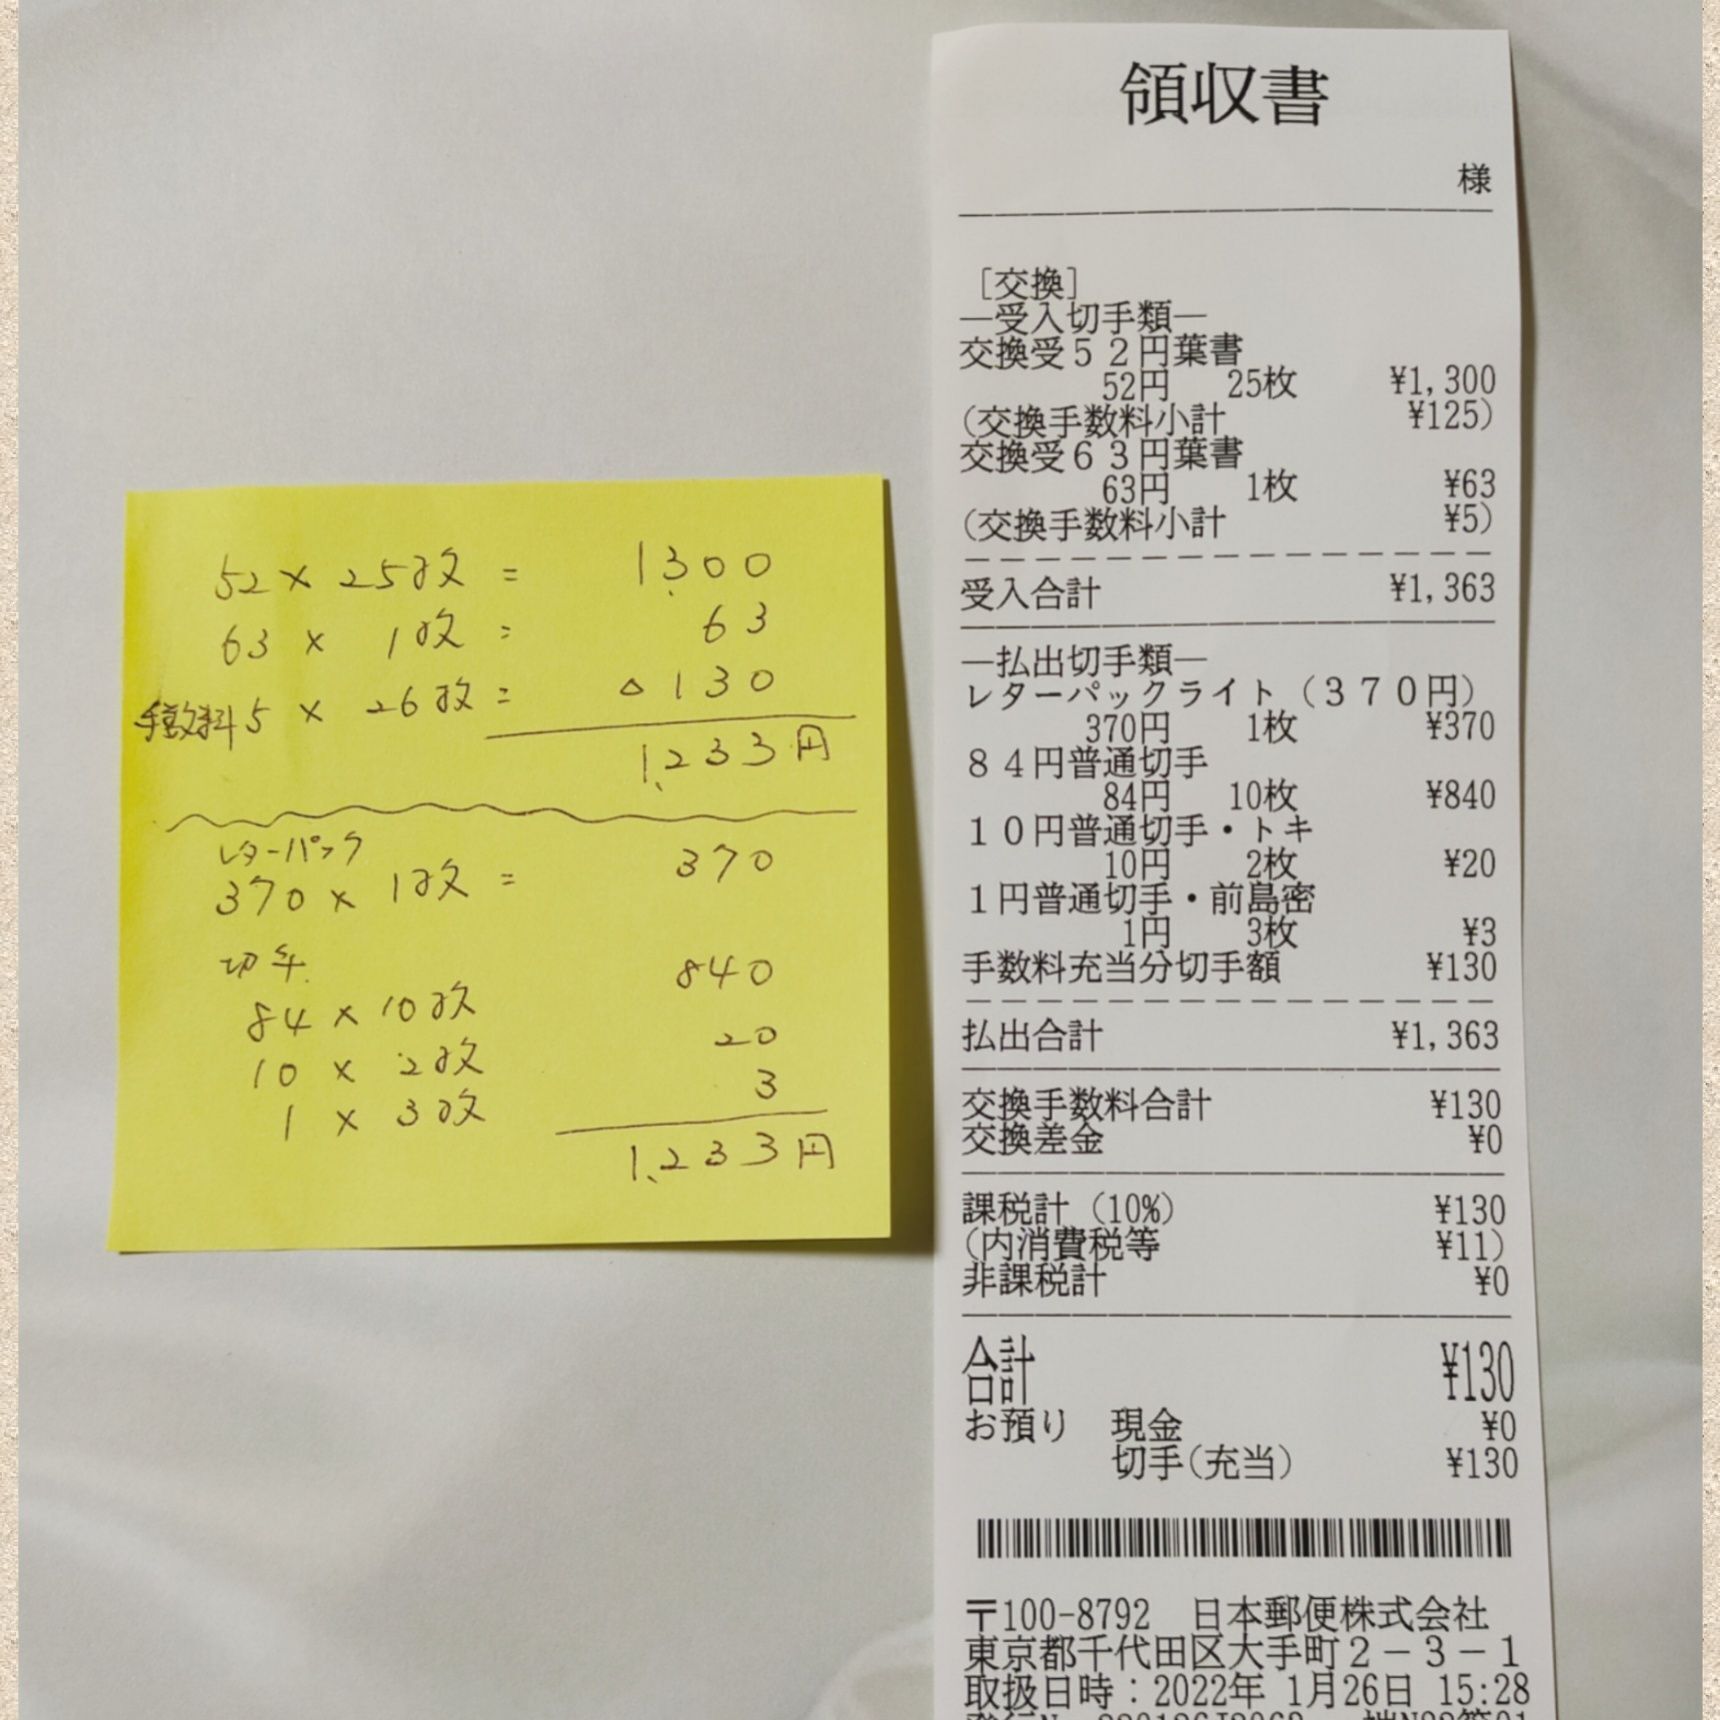 52 × 25枚 = 1,300
63 × 1枚 = 63
手数料 5 × 26枚 = △130
1,233円
レターパック
370 × 1枚 = 370
切手
84 × 10枚 840
10 × 2枚 20
1 × 3枚 3
1,233円
領収書
様
[交換]
―受入切手類―
交換受52円葉書
52円 25枚 ¥1,300
(交換手数料小計 ¥125)
交換受63円葉書
63円 1枚 ¥63
(交換手数料小計 ¥5)
受入合計 ¥1,363
―払出切手類―
レターパックライト(370円)
370円 1枚 ¥370
84円普通切手
84円 10枚 ¥840
10円普通切手・トキ
10円 2枚 ¥20
1円普通切手・前島密
1円 3枚 ¥3
手数料充当分切手額 ¥130
払出合計 ¥1,363
交換手数料合計 ¥130
交換差金 ¥0
課税計(10%) ¥130
(内消費税等 ¥11)
非課税計 ¥0
合計 ¥130
お預り 現金 ¥0
切手(充当) ¥130
〒100-8792 日本郵便株式会社
東京都千代田区大手町2-3-1
取扱日時:2022年 1月26日 15:28